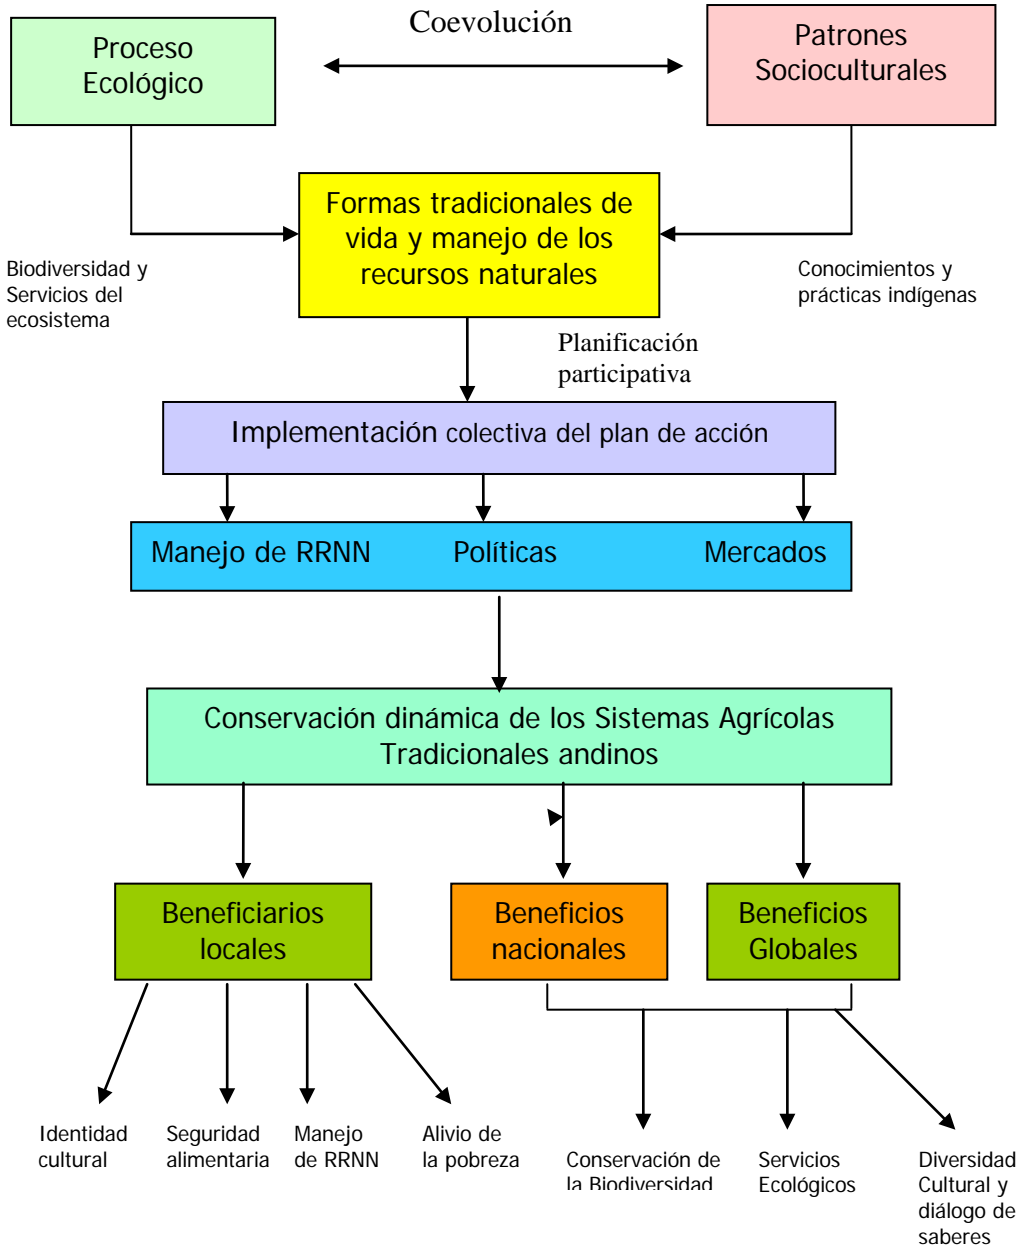 Coevolución
Proceso
Ecológico
Patrones
Socioculturales
Formas tradicionales de
vida y manejo de los
recursos naturales
Biodiversidad y
Servicios del
ecosistema
Conocimientos y
prácticas indígenas
Planificación
participativa
Implementación colectiva del plan de acción
Manejo de RRNN Políticas Mercados
Conservación dinámica de los Sistemas Agrícolas
Tradicionales andinos
Beneficiarios
locales
Beneficios
nacionales
Beneficios
Globales
Identidad
cultural
Seguridad
alimentaria
Manejo
de RRNN
Alivio de
la pobreza
Conservación de
la Biodiversidad
Servicios
Ecológicos
Diversidad
Cultural y
diálogo de
saberes